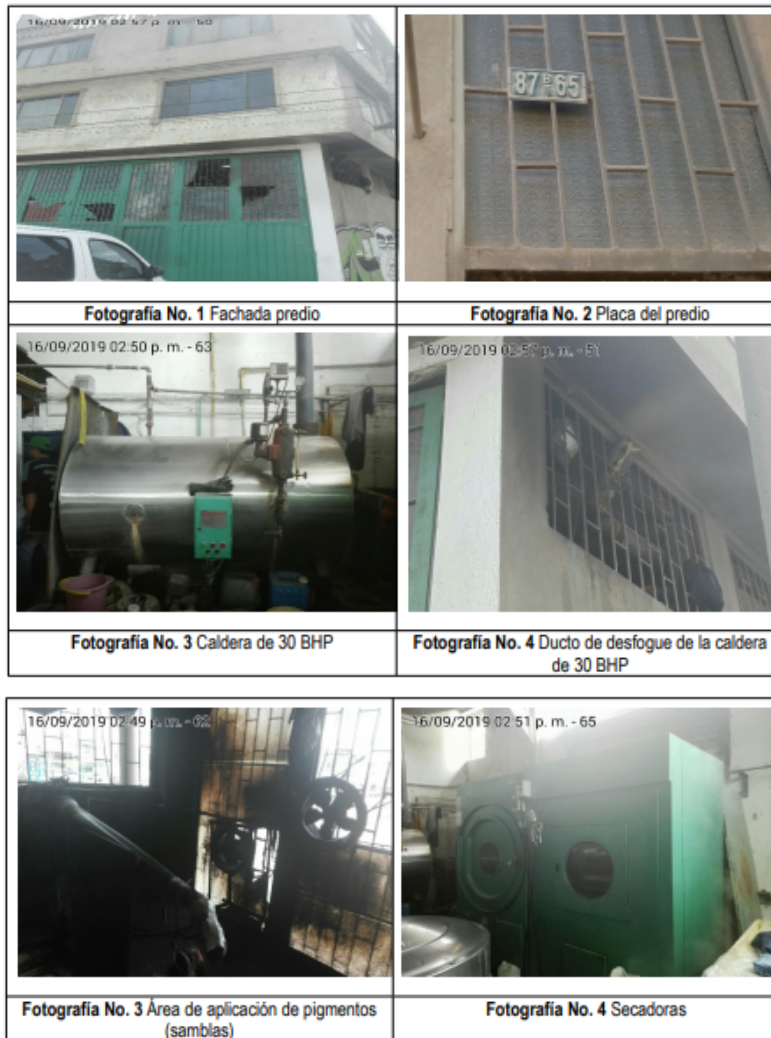 16/09/2019 02:57 p. m. - 50
87 B 65
Fotografía No. 1 Fachada predio
Fotografía No. 2 Placa del predio
16/09/2019 02:50 p. m. - 63
16/09/2019 02:57 p. m. - 51
Fotografía No. 3 Caldera de 30 BHP
Fotografía No. 4 Ducto de desfogue de la caldera
de 30 BHP
16/09/2019 02:49 p. m. - 62
16/09/2019 02:51 p. m. - 65
Fotografía No. 3 Área de aplicación de pigmentos
(samblas)
Fotografía No. 4 Secadoras